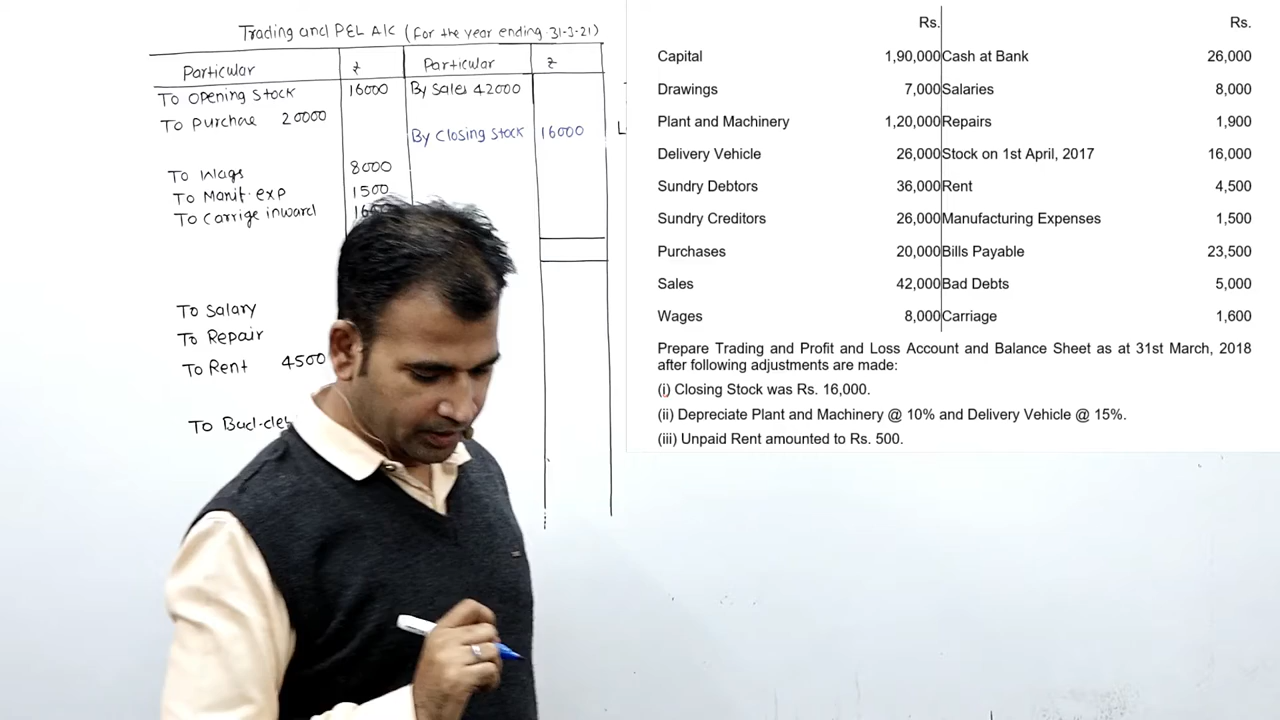 Trading and P&L A/c (For the year ending 31-3-21)
Particular ₹ Particular ₹
To Opening Stock 16000 By Sales 42000
To Purchae 20000
By Closing Stock 16000
To Wags 8000
To Manit. exp 1500
To Carrige inward
To Salary
To Repair
To Rent 4500
To Bad-deb
Rs. Rs.
Capital 1,90,000 Cash at Bank 26,000
Drawings 7,000 Salaries 8,000
Plant and Machinery 1,20,000 Repairs 1,900
Delivery Vehicle 26,000 Stock on 1st April, 2017 16,000
Sundry Debtors 36,000 Rent 4,500
Sundry Creditors 26,000 Manufacturing Expenses 1,500
Purchases 20,000 Bills Payable 23,500
Sales 42,000 Bad Debts 5,000
Wages 8,000 Carriage 1,600
Prepare Trading and Profit and Loss Account and Balance Sheet as at 31st March, 2018
after following adjustments are made:
(i) Closing Stock was Rs. 16,000.
(ii) Depreciate Plant and Machinery @ 10% and Delivery Vehicle @ 15%.
(iii) Unpaid Rent amounted to Rs. 500.